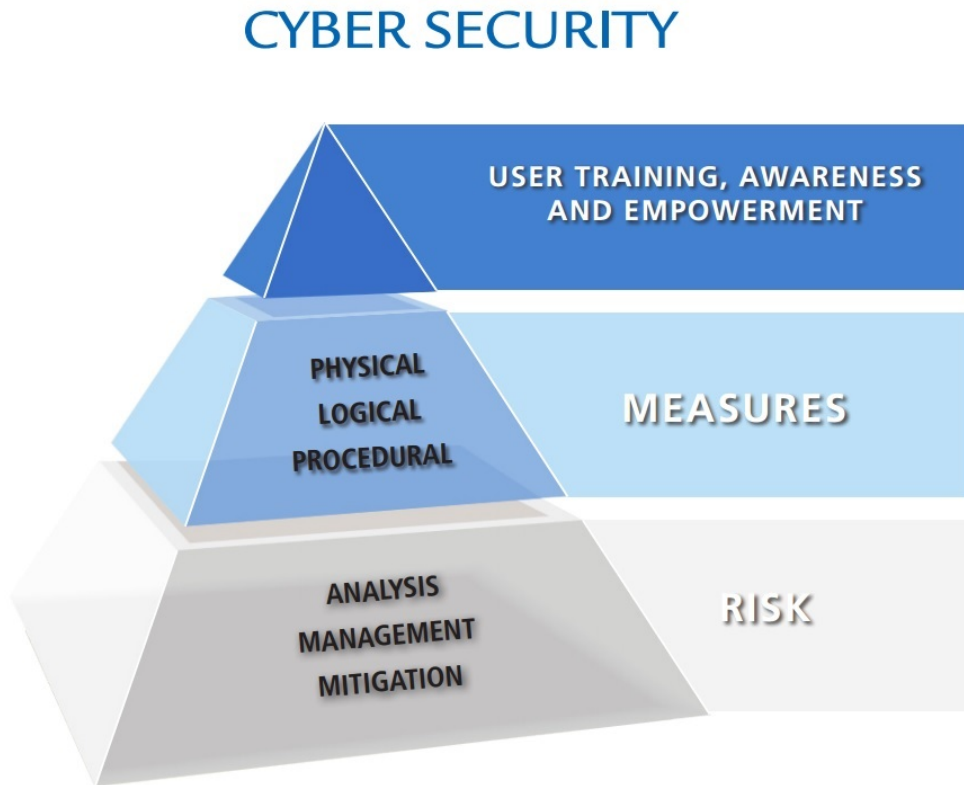 CYBER SECURITY
USER TRAINING, AWARENESS
AND EMPOWERMENT
PHYSICAL
LOGICAL
PROCEDURAL
MEASURES
ANALYSIS
MANAGEMENT
MITIGATION
RISK